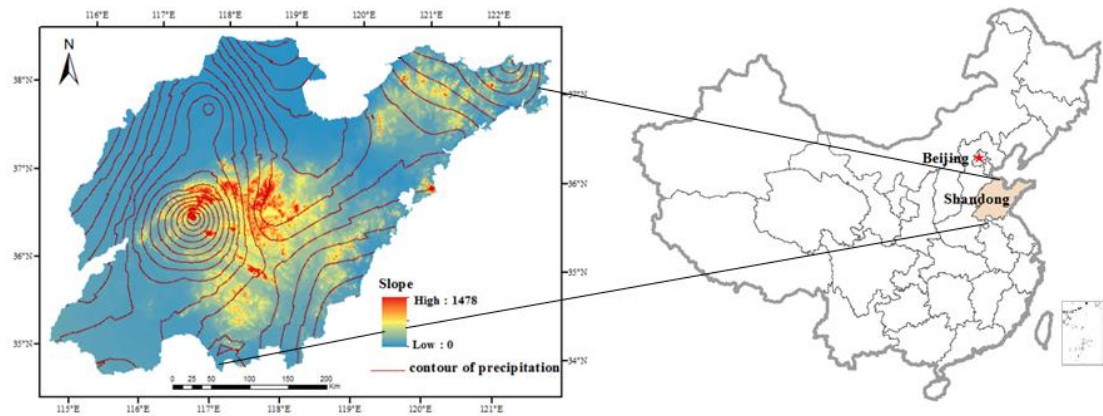 116°E 117°E 118°E 119°E 120°E 121°E 122°E
N
38°N
37°N
36°N
35°N
37°N
36°N
35°N
34°N
Slope
High : 1478
Low : 0
contour of precipitation
0 25 50 100 150 200
Km
115°E 116°E 117°E 118°E 119°E 120°E 121°E
Beijing
Shandong